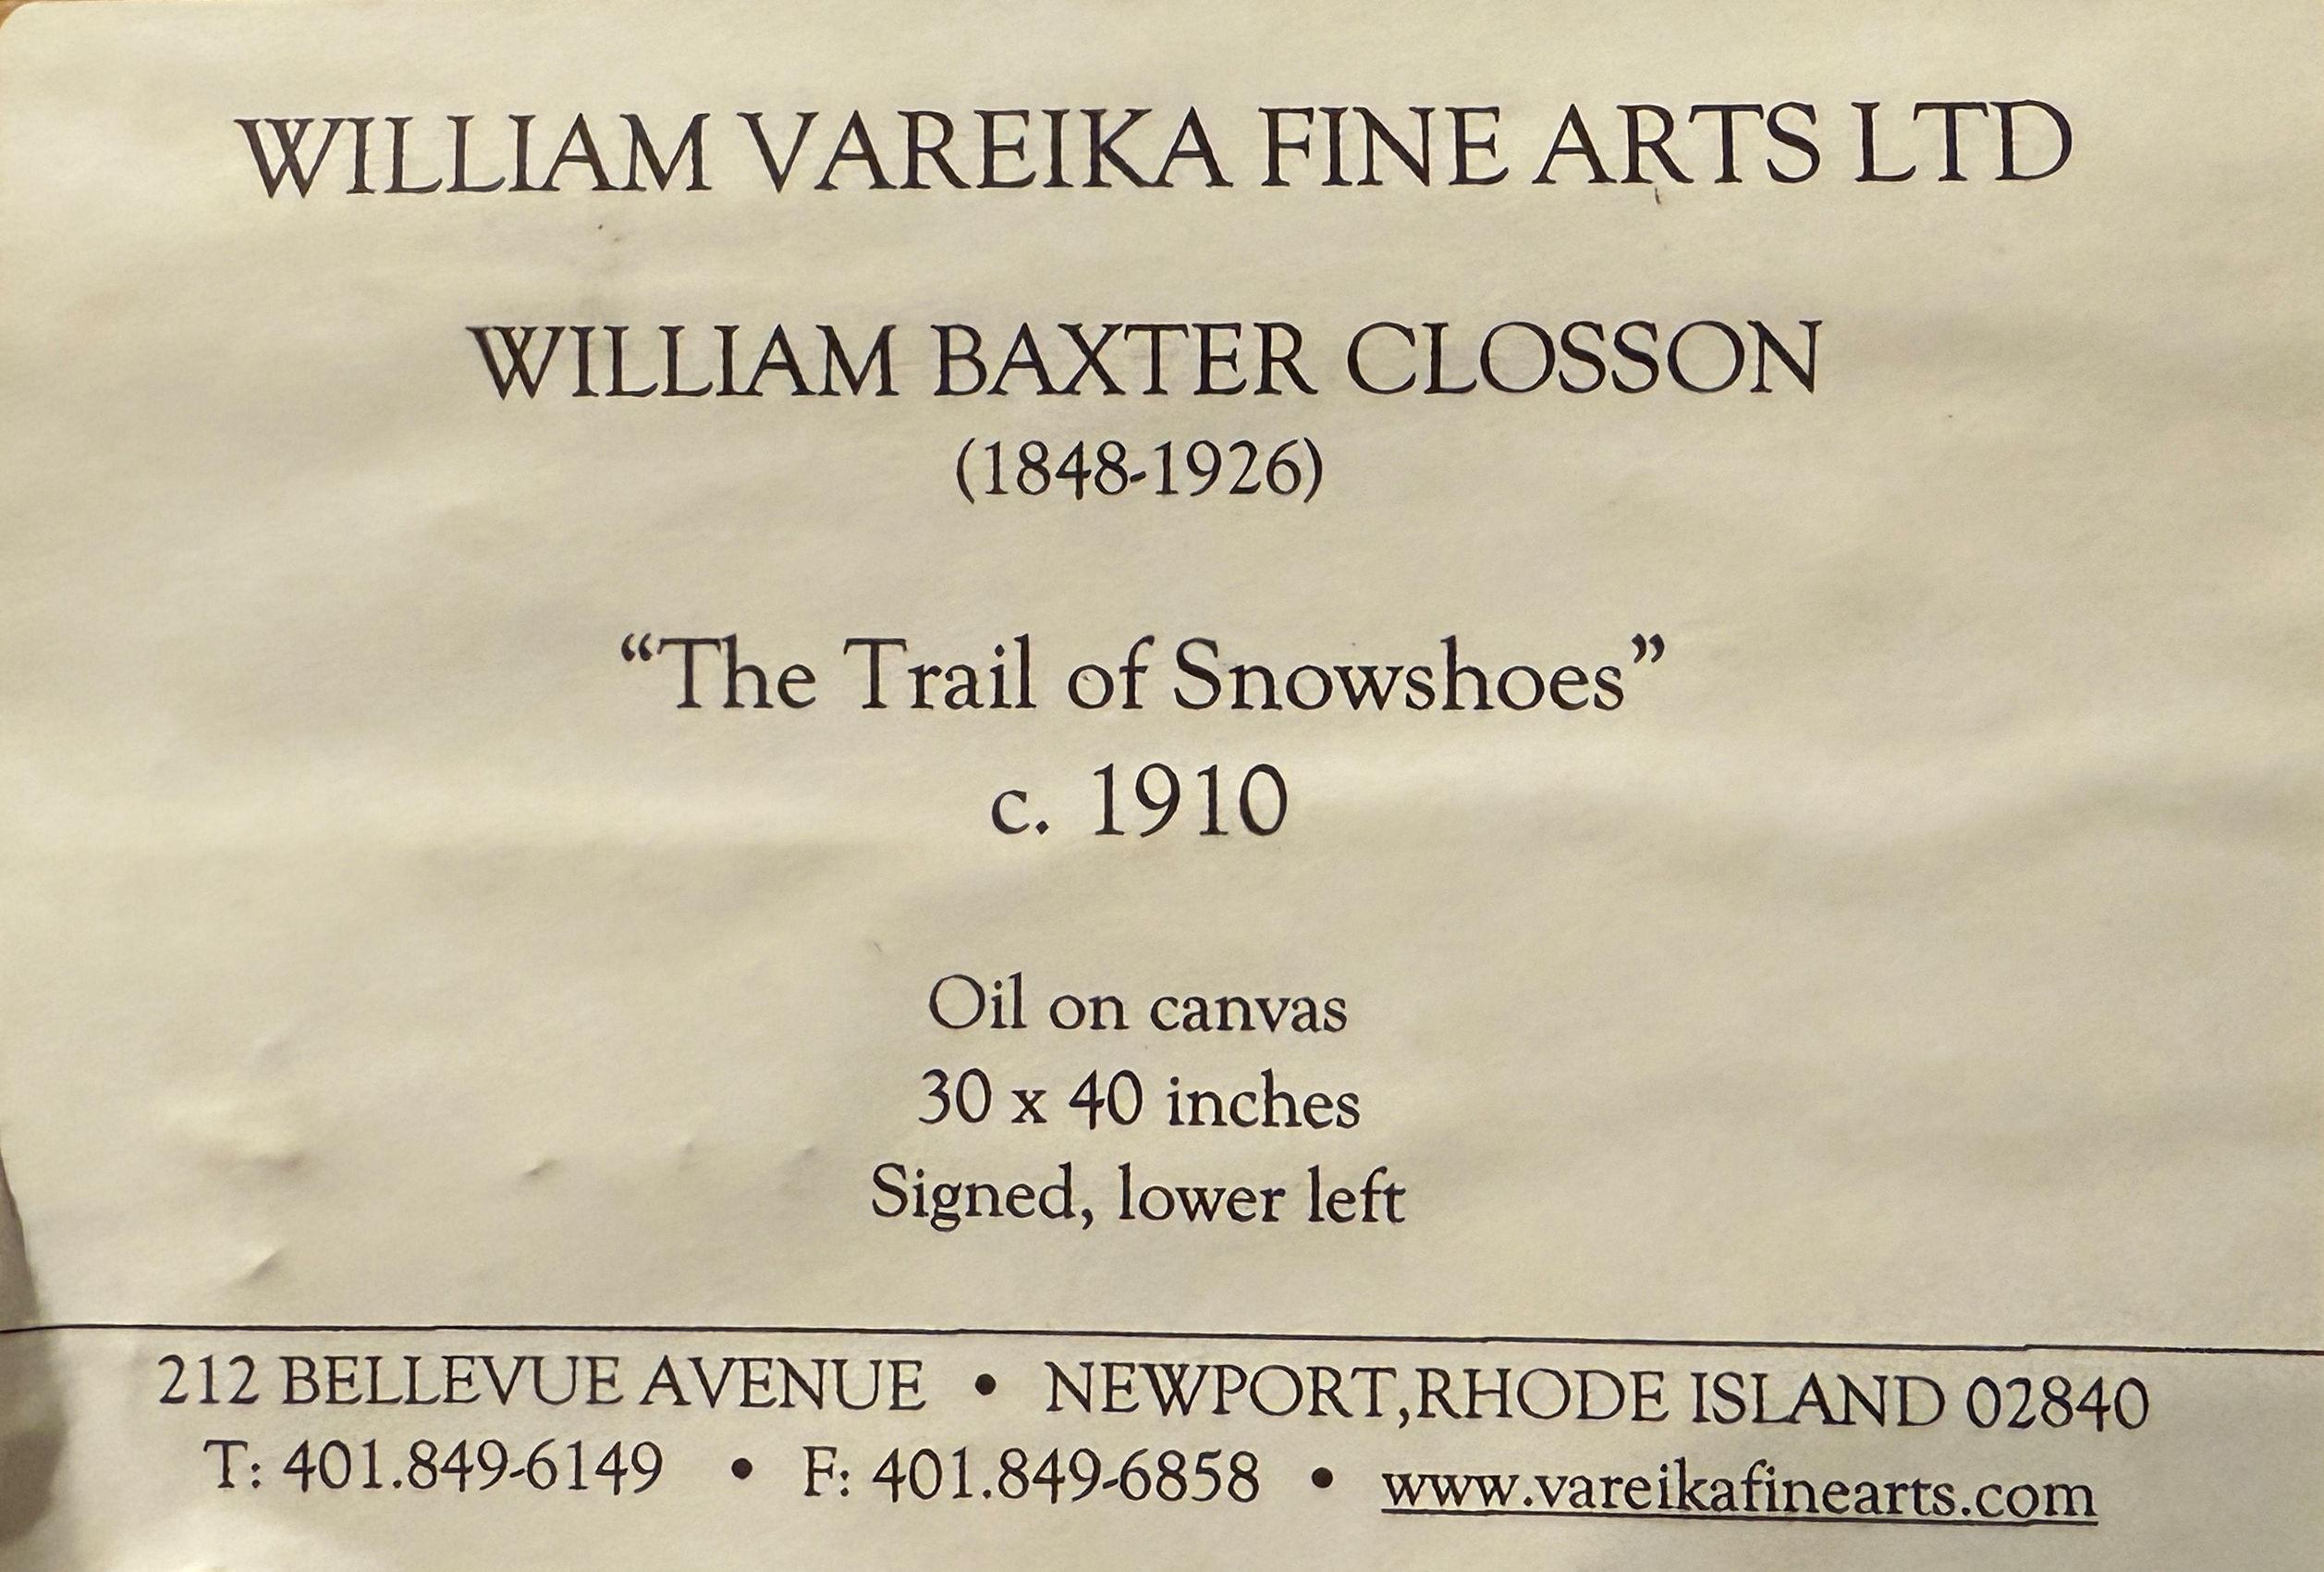 WILLIAM VAREIKA FINE ARTS LTD
WILLIAM BAXTER CLOSSON
(1848-1926)
“The Trail of Snowshoes”
c. 1910
Oil on canvas
30 x 40 inches
Signed, lower left
212 BELLEVUE AVENUE • NEWPORT,RHODE ISLAND 02840
T: 401.849-6149 • F: 401.849-6858 • www.vareikafinearts.com